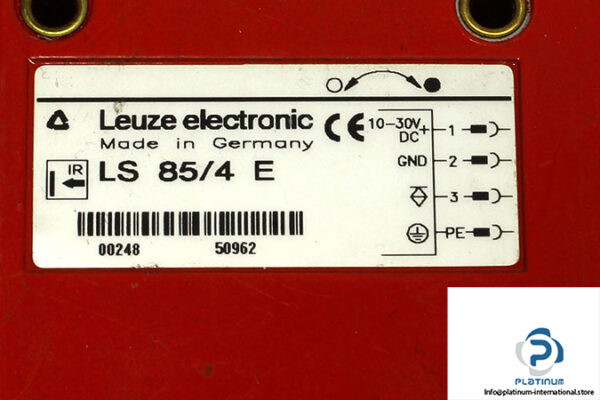 Leuze electronic
Made in Germany
CE
10-30V DC + 1
GND 2
3
PE
IR
LS 85/4 E
00248 50962
PLATINUM
Info@platinum-international.store